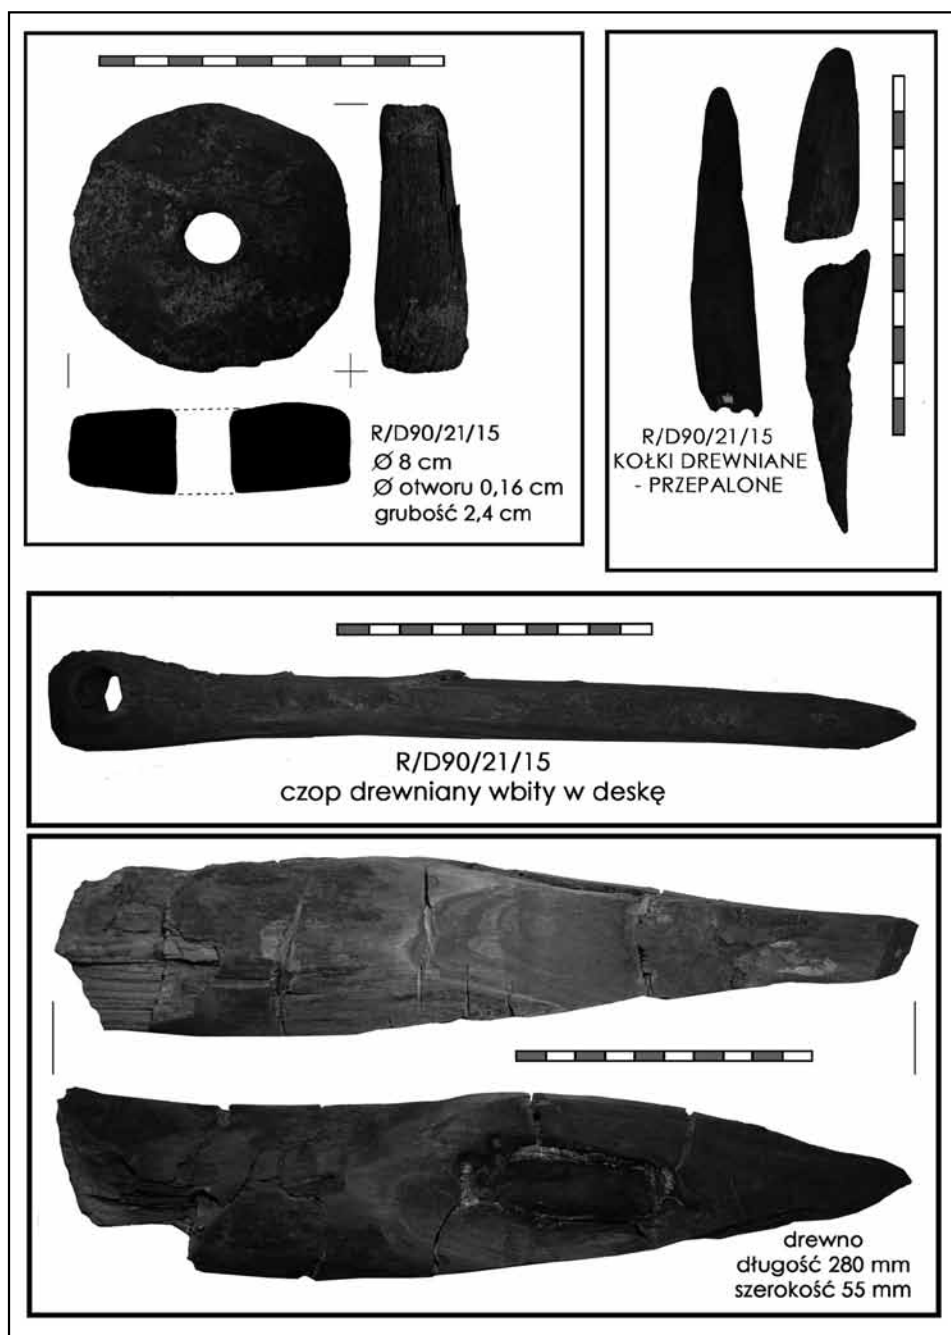 R/D90/21/15
Ø 8 cm
Ø otworu 0,16 cm
grubość 2,4 cm
R/D90/21/15
KOŁKI DREWNIANE
- PRZEPALONE
R/D90/21/15
czop drewniany wbity w deskę
drewno
długość 280 mm
szerokość 55 mm